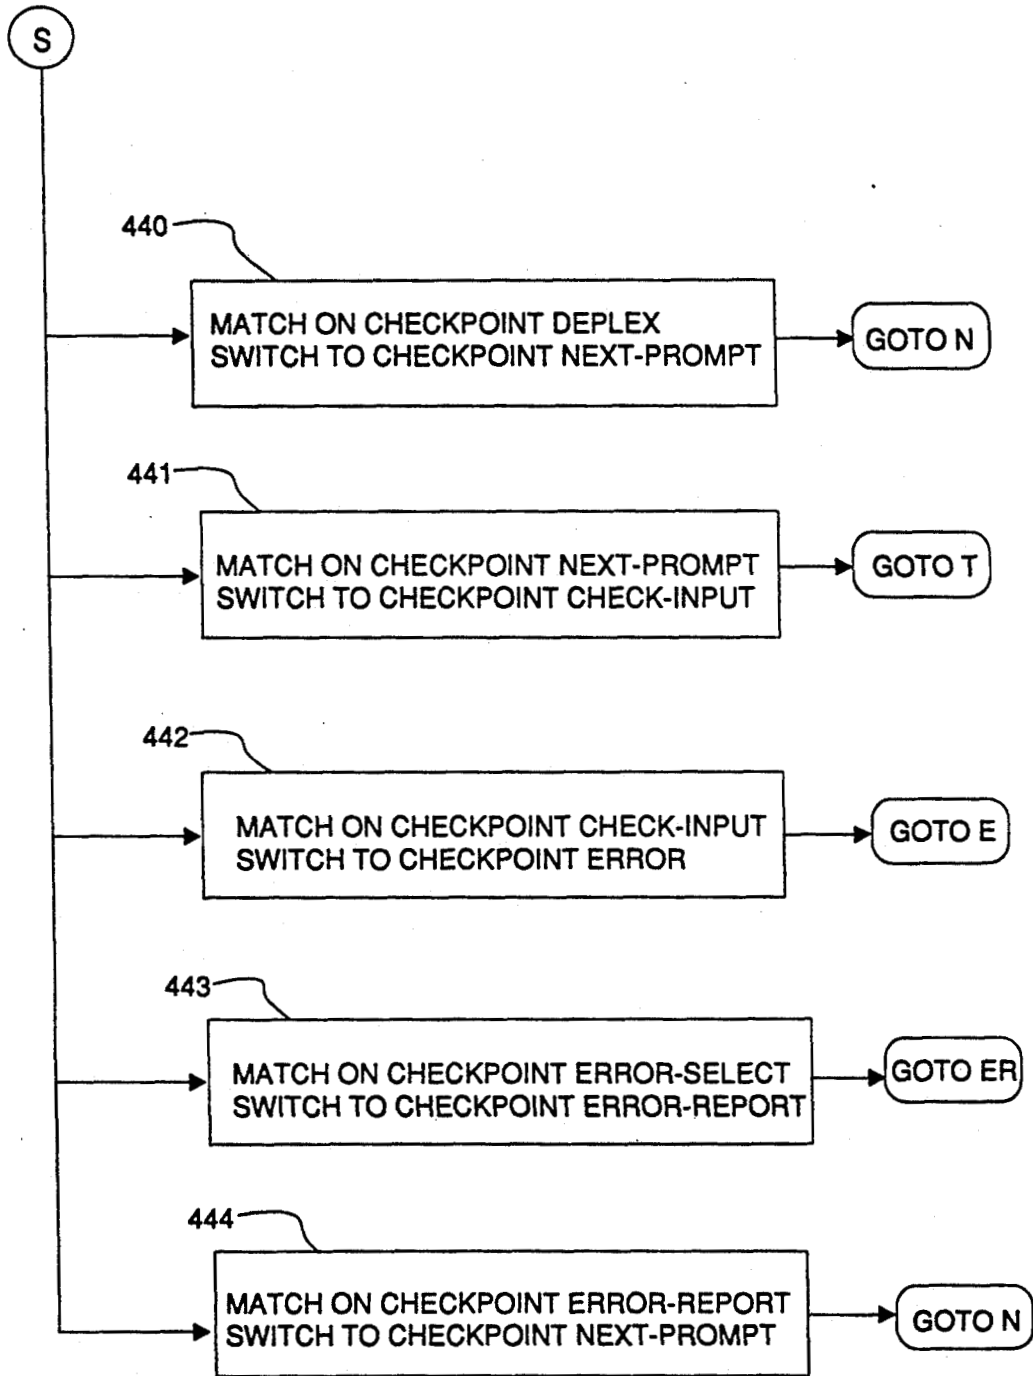 S
440
MATCH ON CHECKPOINT DEPLEX
SWITCH TO CHECKPOINT NEXT-PROMPT
GOTO N
441
MATCH ON CHECKPOINT NEXT-PROMPT
SWITCH TO CHECKPOINT CHECK-INPUT
GOTO T
442
MATCH ON CHECKPOINT CHECK-INPUT
SWITCH TO CHECKPOINT ERROR
GOTO E
443
MATCH ON CHECKPOINT ERROR-SELECT
SWITCH TO CHECKPOINT ERROR-REPORT
GOTO ER
444
MATCH ON CHECKPOINT ERROR-REPORT
SWITCH TO CHECKPOINT NEXT-PROMPT
GOTO N